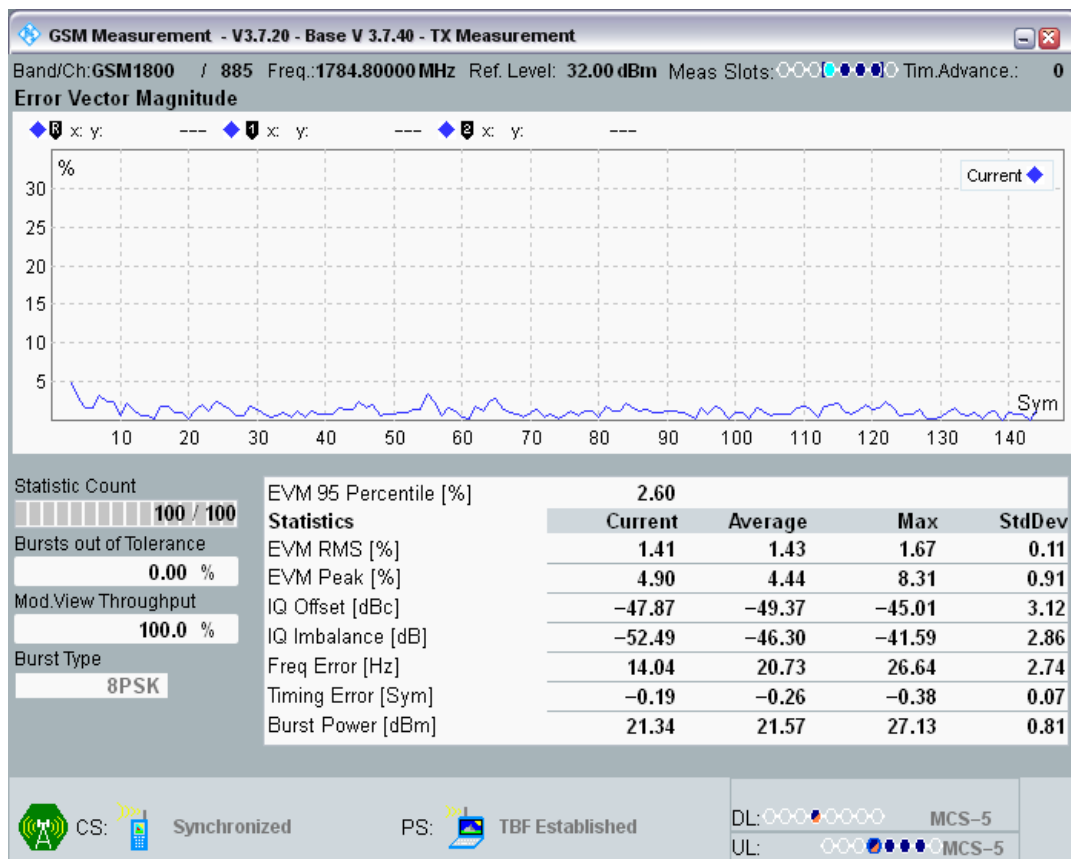 GSM Measurement - V3.7.20 - Base V 3.7.40 - TX Measurement
Band/Ch:GSM1800 / 885 Freq.:1784.80000 MHz Ref. Level: 32.00 dBm Meas Slots: Tim.Advance.: 0
Error Vector Magnitude
R x: y: --- 1 x: y: --- 2 x: y: ---
%
Current
30
25
20
15
10
5
Sym
10 20 30 40 50 60 70 80 90 100 110 120 130 140
Statistic Count
100 / 100
Bursts out of Tolerance
0.00 %
Mod.View Throughput
100.0 %
Burst Type
8PSK
EVM 95 Percentile [%] 2.60
Statistics Current Average Max StdDev
EVM RMS [%] 1.41 1.43 1.67 0.11
EVM Peak [%] 4.90 4.44 8.31 0.91
IQ Offset [dBc] −47.87 −49.37 −45.01 3.12
IQ Imbalance [dB] −52.49 −46.30 −41.59 2.86
Freq Error [Hz] 14.04 20.73 26.64 2.74
Timing Error [Sym] −0.19 −0.26 −0.38 0.07
Burst Power [dBm] 21.34 21.57 27.13 0.81
CS: Synchronized PS: TBF Established
DL: MCS−5
UL: MCS−5